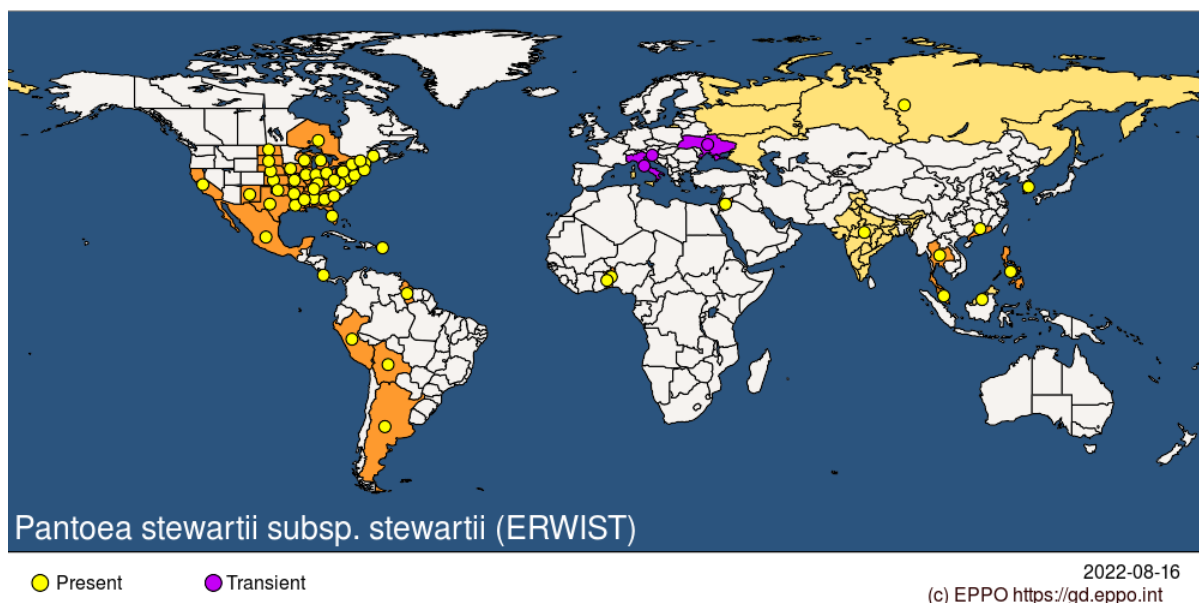 Pantoea stewartii subsp. stewartii (ERWIST)
Present
Transient
2022-08-16
(c) EPPO https://gd.eppo.int